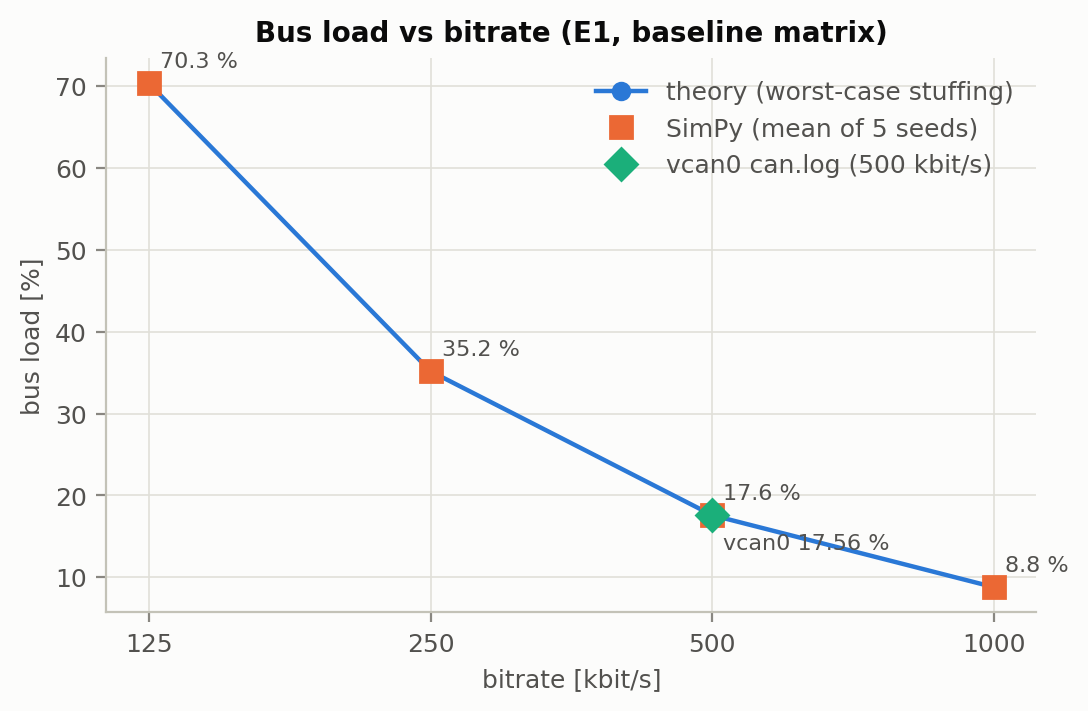 Bus load vs bitrate (E1, baseline matrix)
70.3 %
theory (worst-case stuffing)
SimPy (mean of 5 seeds)
vcan0 can.log (500 kbit/s)
70
60
50
40
30
20
10
bus load [%]
35.2 %
17.6 %
vcan0 17.56 %
8.8 %
125
250
500
1000
bitrate [kbit/s]